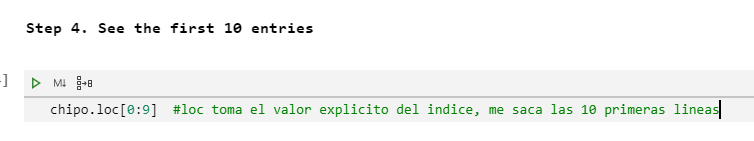 Step 4. See the first 10 entries
]
M↓
chipo.loc[0:9]  #loc toma el valor explicito del indice, me saca las 10 primeras lineas